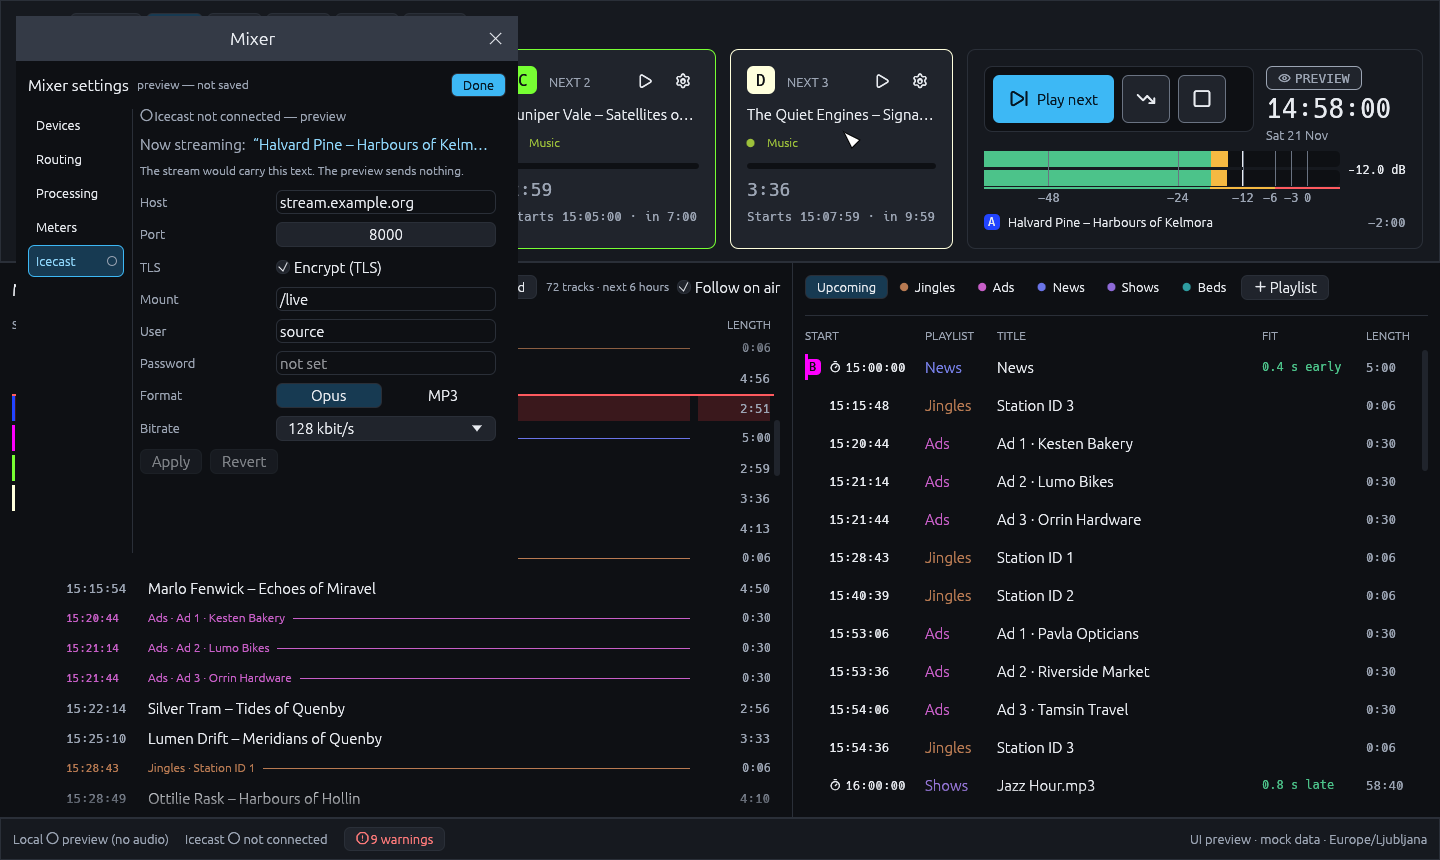 Mixer
Mixer settings preview — not saved Done
Devices
Routing
Processing
Meters
Icecast
Icecast not connected — preview
Now streaming: “Halvard Pine – Harbours of Kelm…
The stream would carry this text. The preview sends nothing.
Host stream.example.org
Port 8000
TLS Encrypt (TLS)
Mount /live
User source
Password not set
Format Opus MP3
Bitrate 128 kbit/s
Apply Revert
C NEXT 2
uniper Vale – Satellites o…
Music
:59
tarts 15:05:00 · in 7:00
D NEXT 3
The Quiet Engines – Signa…
Music
3:36
Starts 15:07:59 · in 9:59
Play next
PREVIEW
14:58:00
Sat 21 Nov
-12.0 dB
−48 −24 −12 −6 −3 0
A Halvard Pine – Harbours of Kelmora −2:00
d 72 tracks · next 6 hours Follow on air
LENGTH
0:06
4:56
2:51
5:00
2:59
3:36
4:13
0:06
15:15:54 Marlo Fenwick – Echoes of Miravel 4:50
15:20:44 Ads · Ad 1 · Kesten Bakery 0:30
15:21:14 Ads · Ad 2 · Lumo Bikes 0:30
15:21:44 Ads · Ad 3 · Orrin Hardware 0:30
15:22:14 Silver Tram – Tides of Quenby 2:56
15:25:10 Lumen Drift – Meridians of Quenby 3:33
15:28:43 Jingles · Station ID 1 0:06
15:28:49 Ottilie Rask – Harbours of Hollin 4:10
Upcoming Jingles Ads News Shows Beds + Playlist
START PLAYLIST TITLE FIT LENGTH
B 15:00:00 News News 0.4 s early 5:00
15:15:48 Jingles Station ID 3 0:06
15:20:44 Ads Ad 1 · Kesten Bakery 0:30
15:21:14 Ads Ad 2 · Lumo Bikes 0:30
15:21:44 Ads Ad 3 · Orrin Hardware 0:30
15:28:43 Jingles Station ID 1 0:06
15:40:39 Jingles Station ID 2 0:06
15:53:06 Ads Ad 1 · Pavla Opticians 0:30
15:53:36 Ads Ad 2 · Riverside Market 0:30
15:54:06 Ads Ad 3 · Tamsin Travel 0:30
15:54:36 Jingles Station ID 3 0:06
16:00:00 Shows Jazz Hour.mp3 0.8 s late 58:40
Local preview (no audio) Icecast not connected 9 warnings
UI preview · mock data · Europe/Ljubljana